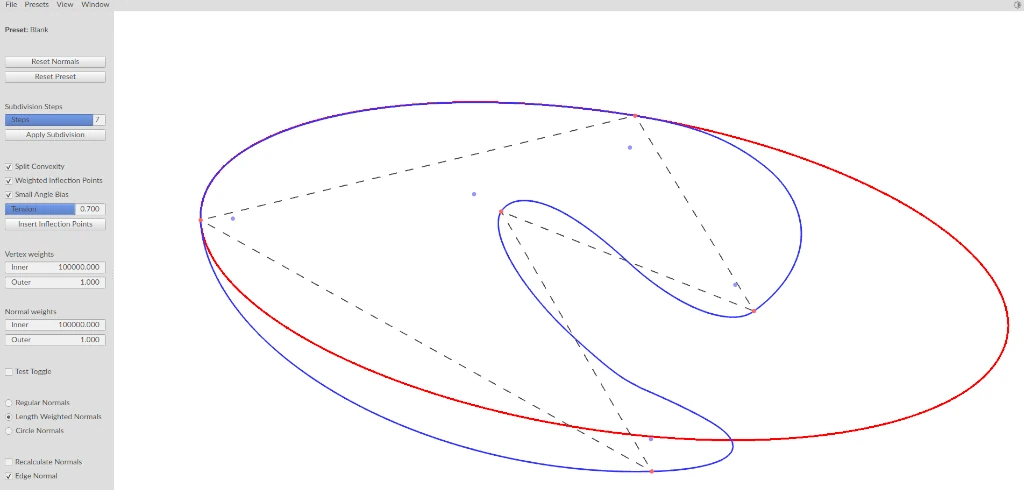 File Presets View Window
Preset: Blank
Reset Normals
Reset Preset
Subdivision Steps
Steps 7
Apply Subdivision
Split Convexity
Weighted Inflection Points
Small Angle Bias
Tension 0.700
Insert Inflection Points
Vertex weights
Inner 100000.000
Outer 1.000
Normal weights
Inner 100000.000
Outer 1.000
Test Toggle
Regular Normals
Length Weighted Normals
Circle Normals
Recalculate Normals
Edge Normal